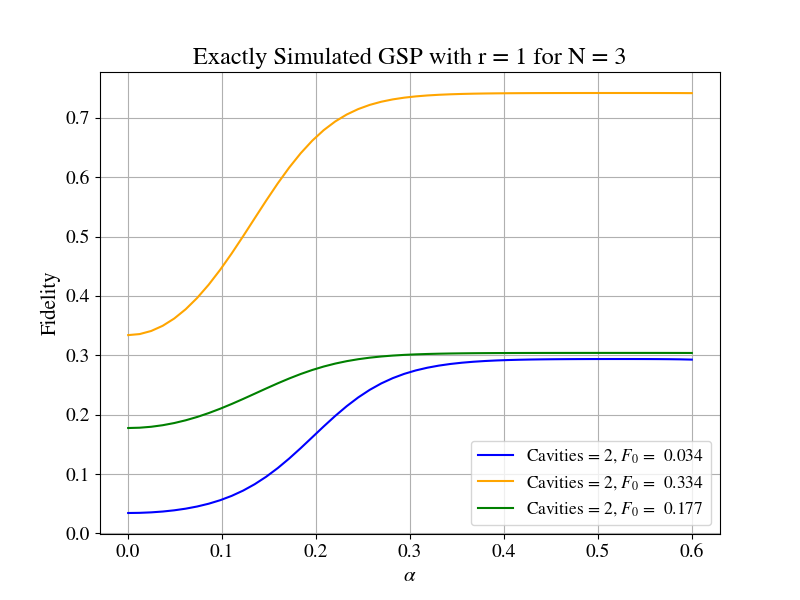 Exactly Simulated GSP with r = 1 for N = 3
Fidelity
0.7
0.6
0.5
0.4
0.3
0.2
0.1
0.0
Cavities = 2, F₀ = 0.034
Cavities = 2, F₀ = 0.334
Cavities = 2, F₀ = 0.177
0.0 0.1 0.2 0.3 0.4 0.5 0.6
α